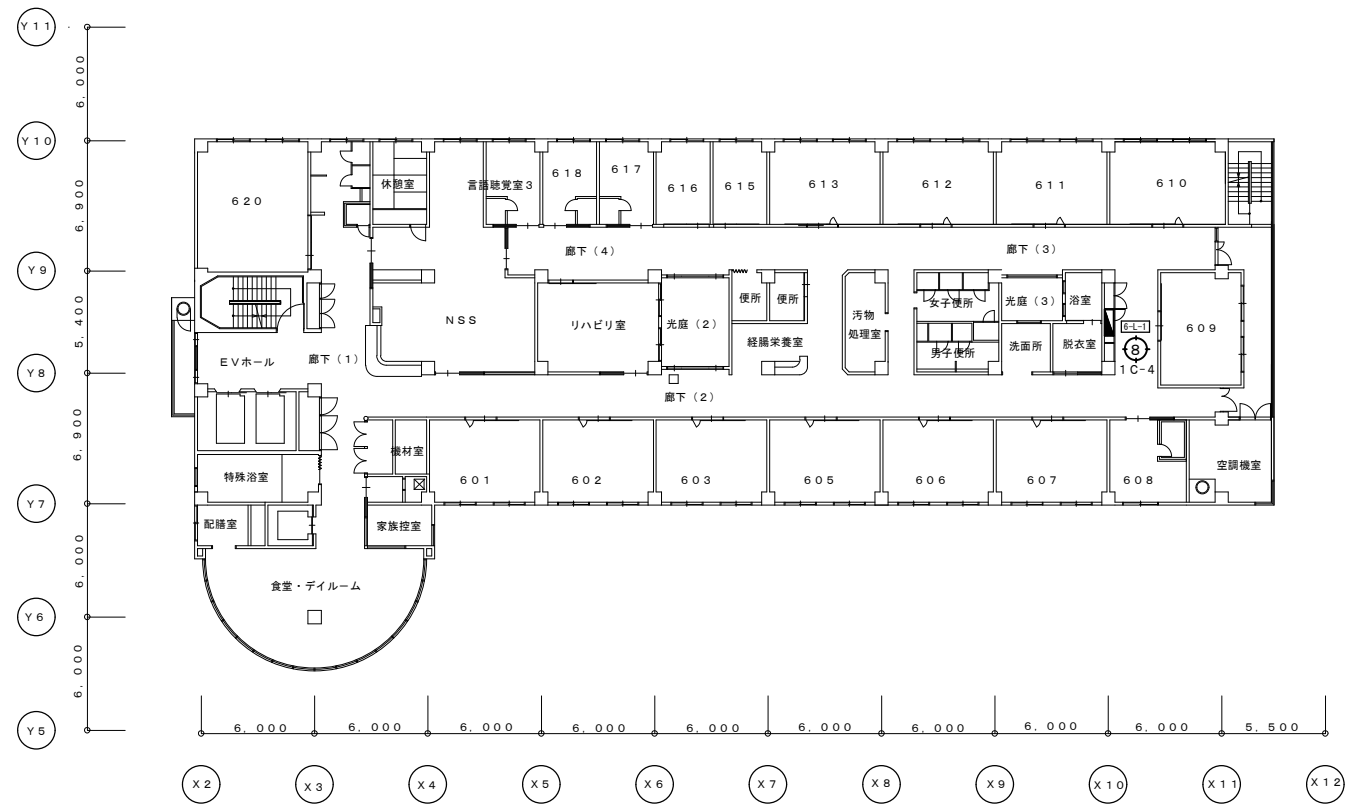 Y11
6,000
Y10
6,900
Y9
5,400
Y8
6,900
Y7
6,000
Y6
6,000
Y5
620
休憩室
言語聴覚室3
618
617
616
615
613
612
611
610
廊下（4）
廊下（3）
便所
便所
女子便所
光庭（3）
浴室
NSS
リハビリ室
光庭（2）
汚物
処理室
経腸栄養室
男子便所
洗面所
脱衣室
6-L-1
8
1C-4
609
EVホール
廊下（1）
廊下（2）
特殊浴室
機材室
601
602
603
605
606
607
608
空調機室
配膳室
家族控室
食堂・デイルーム
6,000
6,000
6,000
6,000
6,000
6,000
6,000
6,000
6,000
5,500
X2
X3
X4
X5
X6
X7
X8
X9
X10
X11
X12